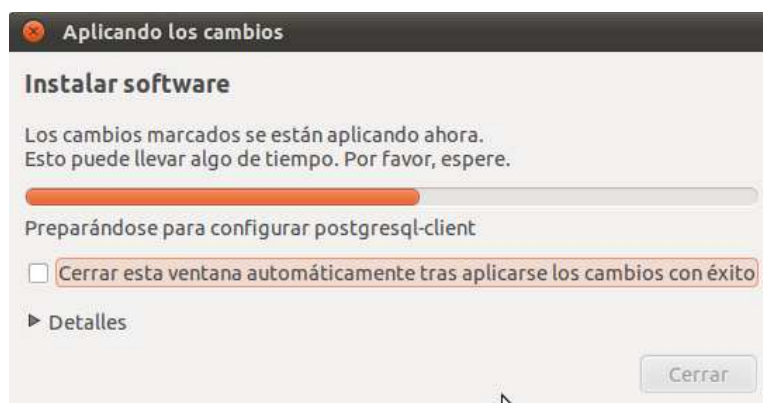 Aplicando los cambios
Instalar software
Los cambios marcados se están aplicando ahora.
Esto puede llevar algo de tiempo. Por favor, espere.
Preparándose para configurar postgresql-client
Cerrar esta ventana automáticamente tras aplicarse los cambios con éxito
Detalles
Cerrar